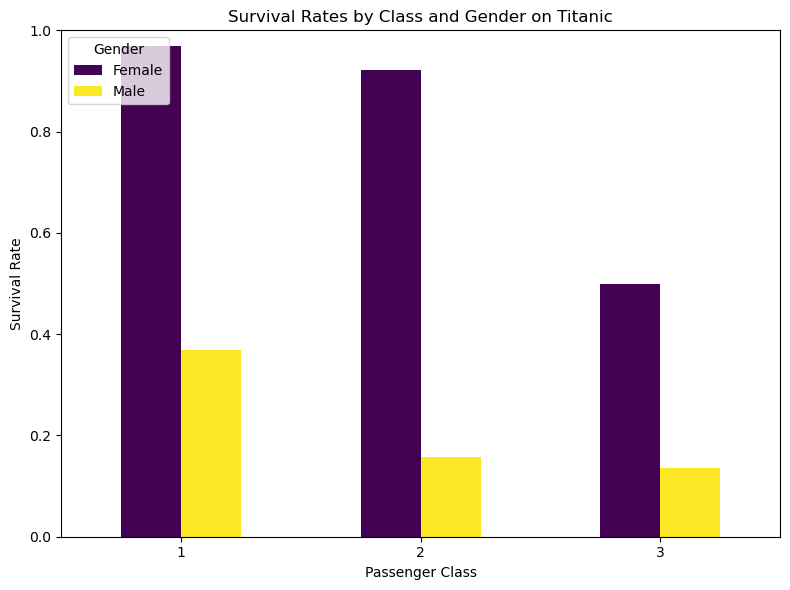 Survival Rates by Class and Gender on Titanic
Gender
Female
Male
1.0
0.8
0.6
0.4
0.2
0.0
Survival Rate
1 2 3
Passenger Class